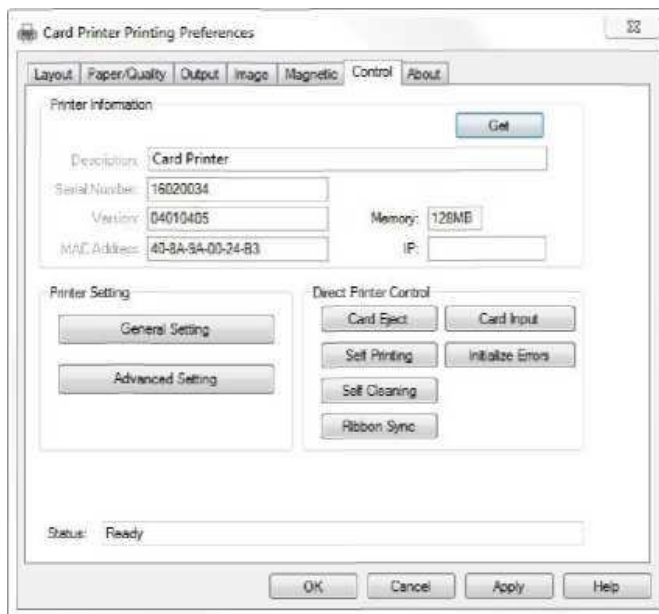 Card Printer Printing Preferences
Layout Paper/Quality Output Image Magnetic Control About
Printer Information
Get
Description: Card Printer
Serial Number: 16020034
Version: 04010405 Memory: 128MB
MAC Address: 40-8A-9A-00-24-B3 IP:
Printer Setting Direct Printer Control
General Setting Card Eject Card Input
Self Printing Initialize Errors
Advanced Setting
Self Cleaning
Ribbon Sync
Status: Ready
OK Cancel Apply Help